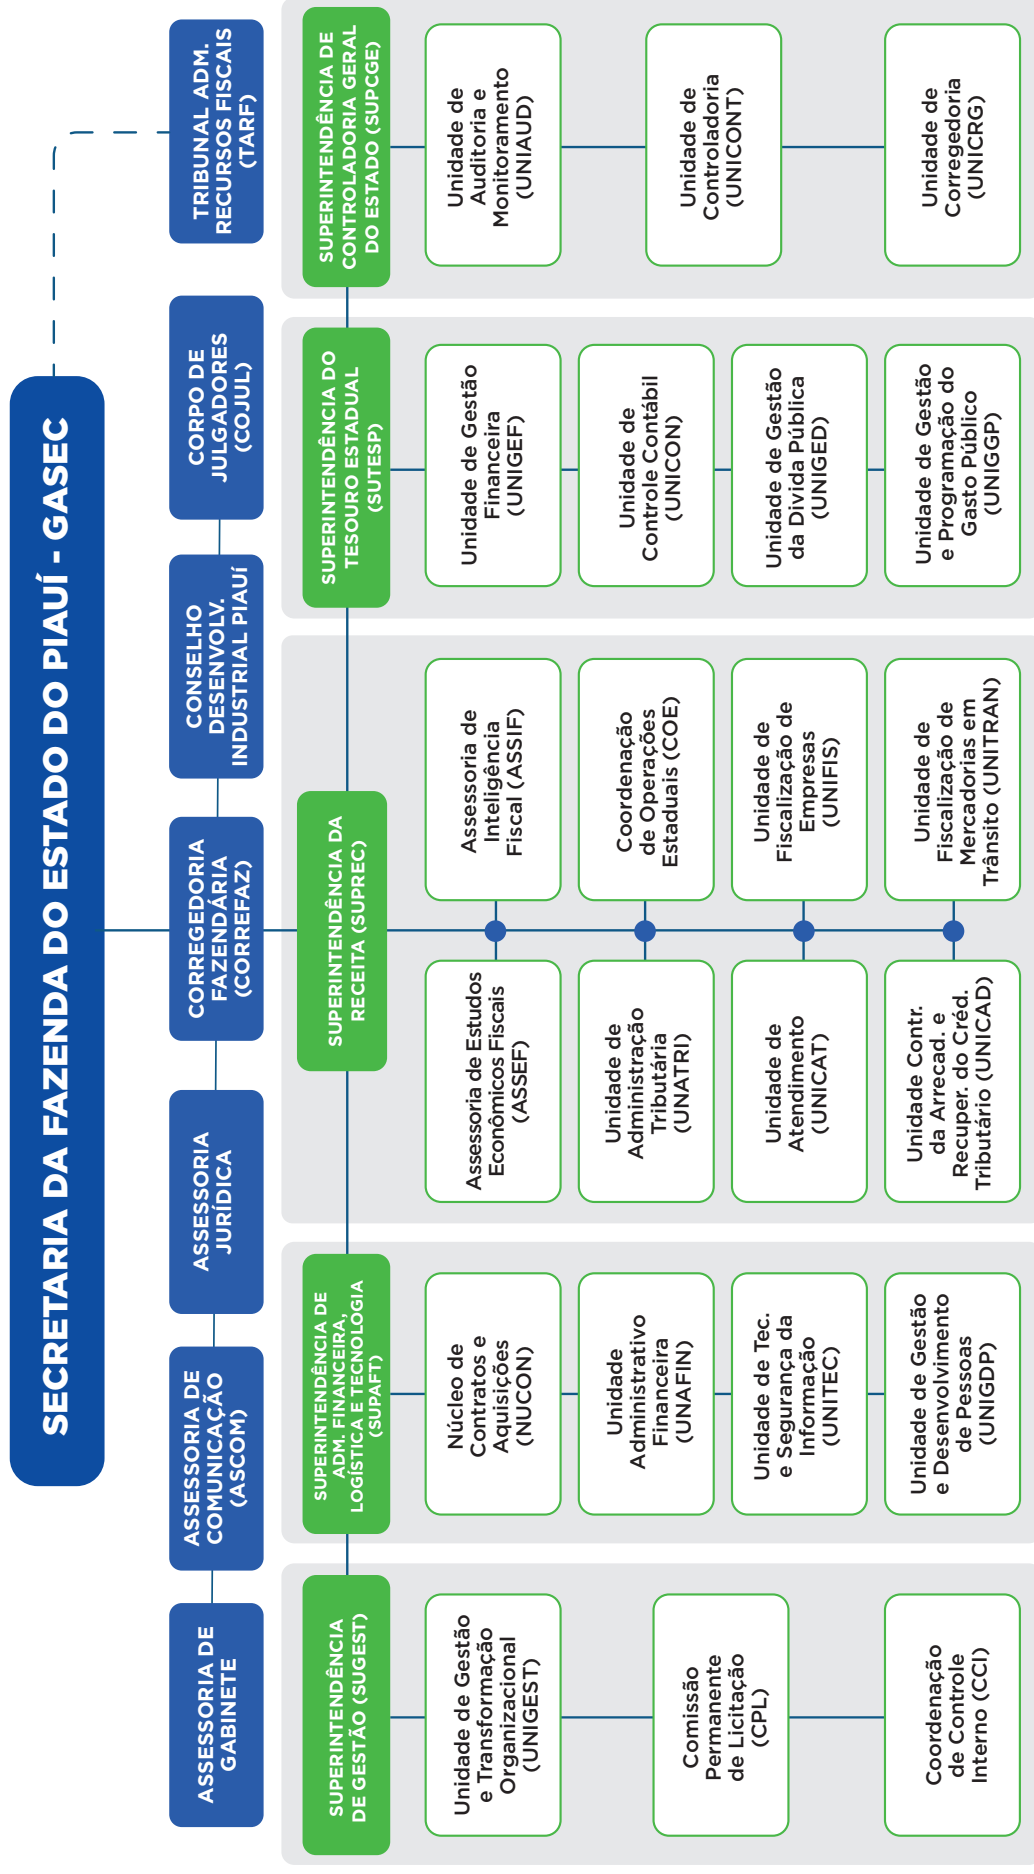 SECRETARIA DA FAZENDA DO ESTADO DO PIAUÍ - GASEC
ASSESSORIA DE
GABINETE
ASSESSORIA DE
COMUNICAÇÃO
(ASCOM)
ASSESSORIA
JURÍDICA
CORREGEDORIA
FAZENDÁRIA
(CORREFAZ)
CONSELHO
DESENVOLV.
INDUSTRIAL PIAUÍ
CORPO DE
JULGADORES
(COJUL)
TRIBUNAL ADM.
RECURSOS FISCAIS
(TARF)
SUPERINTENDÊNCIA
DE GESTÃO (SUGEST)
Unidade de Gestão
e Transformação
Organizacional
(UNIGEST)
Comissão
Permanente
de Licitação
(CPL)
Coordenação
de Controle
Interno (CCI)
SUPERINTENDÊNCIA DE
ADM. FINANCEIRA,
LOGÍSTICA E TECNOLOGIA
(SUPAFT)
Núcleo de
Contratos e
Aquisições
(NUCON)
Unidade
Administrativo
Financeira
(UNAFIN)
Unidade de Tec.
e Segurança da
Informação
(UNITEC)
Unidade de Gestão
e Desenvolvimento
de Pessoas
(UNIGDP)
SUPERINTENDÊNCIA DA
RECEITA (SUPREC)
Assessoria de Estudos
Econômicos Fiscais
(ASSEF)
Assessoria de
Inteligência
Fiscal (ASSIF)
Unidade de
Administração
Tributária
(UNATRI)
Coordenação
de Operações
Estaduais (COE)
Unidade de
Atendimento
(UNICAT)
Unidade de
Fiscalização de
Empresas
(UNIFIS)
Unidade Contr.
da Arrecad. e
Recuper. do Créd.
Tributário (UNICAD)
Unidade de
Fiscalização de
Mercadorias em
Trânsito (UNITRAN)
SUPERINTENDÊNCIA DO
TESOURO ESTADUAL
(SUTESP)
Unidade de Gestão
Financeira
(UNIGEF)
Unidade de
Controle Contábil
(UNICON)
Unidade de Gestão
da Divida Pública
(UNIGED)
Unidade de Gestão
e Programação do
Gasto Público
(UNIGGP)
SUPERINTENDÊNCIA DE
CONTROLADORIA GERAL
DO ESTADO (SUPCGE)
Unidade de
Auditoria e
Monitoramento
(UNIAUD)
Unidade de
Controladoria
(UNICONT)
Unidade de
Corregedoria
(UNICRG)